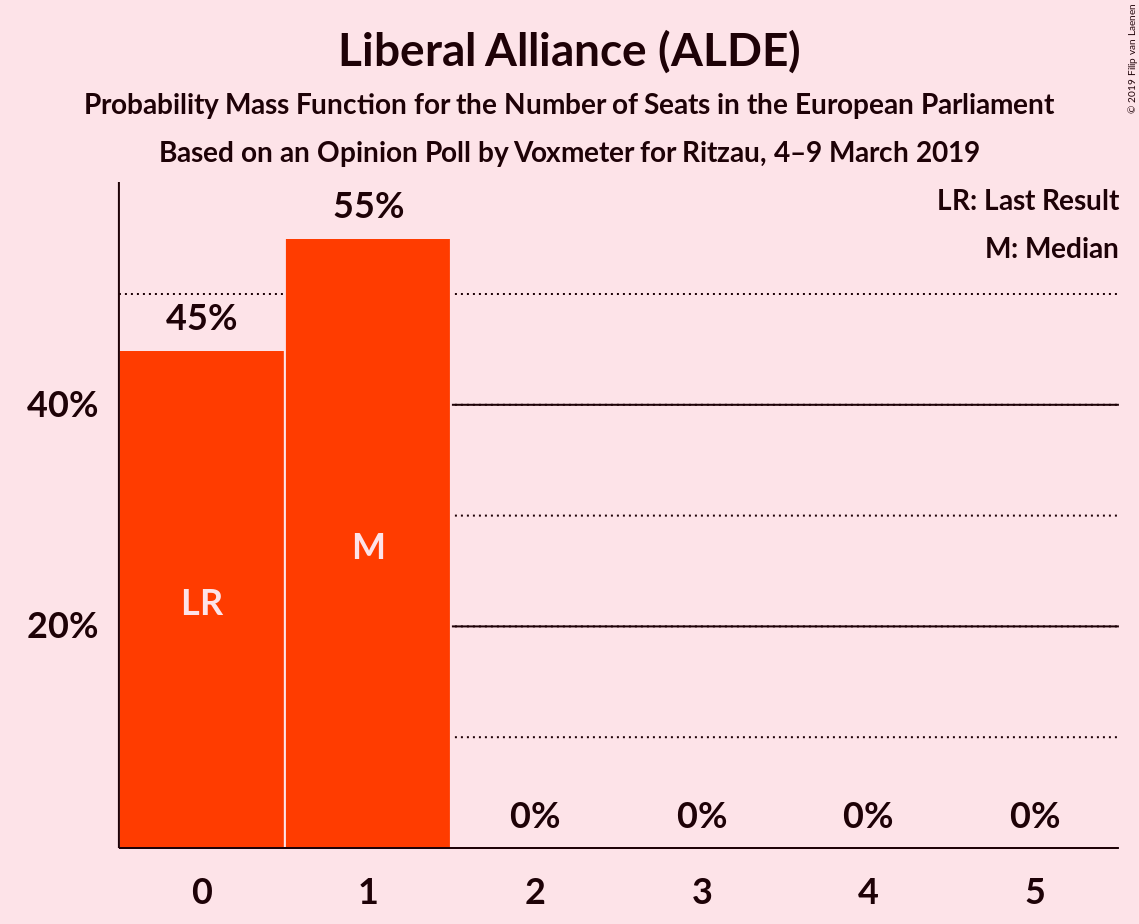 Liberal Alliance (ALDE)
Probability Mass Function for the Number of Seats in the European Parliament
Based on an Opinion Poll by Voxmeter for Ritzau, 4–9 March 2019
© 2019 Filip van Laenen
LR: Last Result
M: Median
55%
45%
40%
M
LR
20%
0% 0% 0% 0%
0 1 2 3 4 5